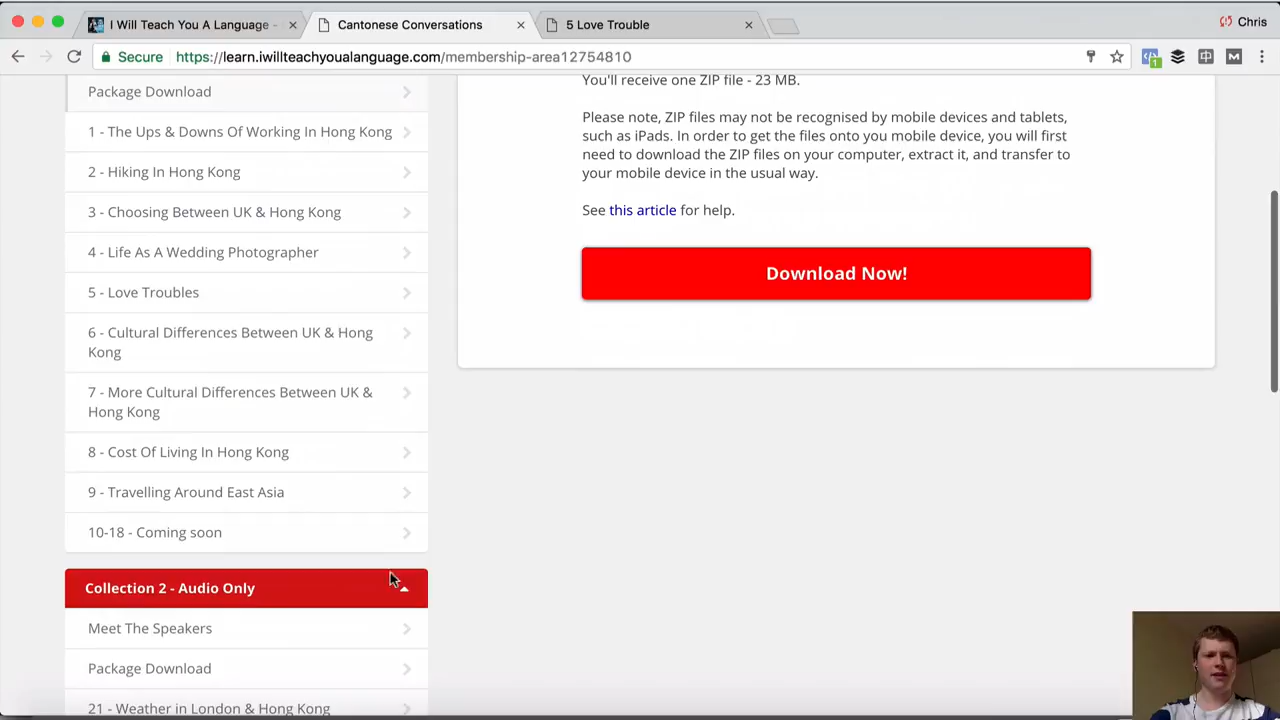 I Will Teach You A Language -
Cantonese Conversations
5 Love Trouble
Chris
Secure
https://learn.iwillteachyoualanguage.com/membership-area12754810
1
M
Package Download
1 - The Ups & Downs Of Working In Hong Kong
2 - Hiking In Hong Kong
3 - Choosing Between UK & Hong Kong
4 - Life As A Wedding Photographer
5 - Love Troubles
6 - Cultural Differences Between UK & Hong
Kong
7 - More Cultural Differences Between UK &
Hong Kong
8 - Cost Of Living In Hong Kong
9 - Travelling Around East Asia
10-18 - Coming soon
Collection 2 - Audio Only
Meet The Speakers
Package Download
21 - Weather in London & Hong Kong
You'll receive one ZIP file - 23 MB.
Please note, ZIP files may not be recognised by mobile devices and tablets,
such as iPads. In order to get the files onto you mobile device, you will first
need to download the ZIP files on your computer, extract it, and transfer to
your mobile device in the usual way.
See this article for help.
Download Now!